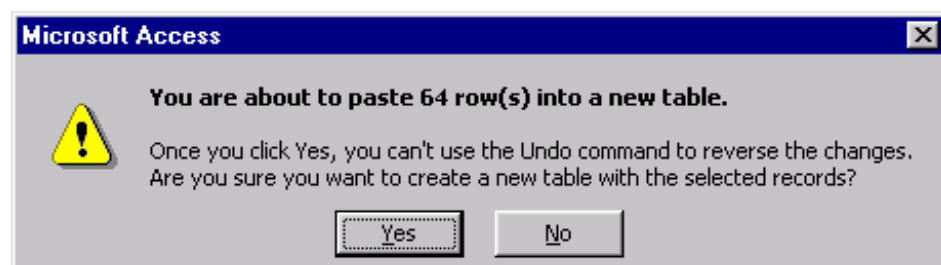 Microsoft Access
You are about to paste 64 row(s) into a new table.
Once you click Yes, you can't use the Undo command to reverse the changes.
Are you sure you want to create a new table with the selected records?
Yes No